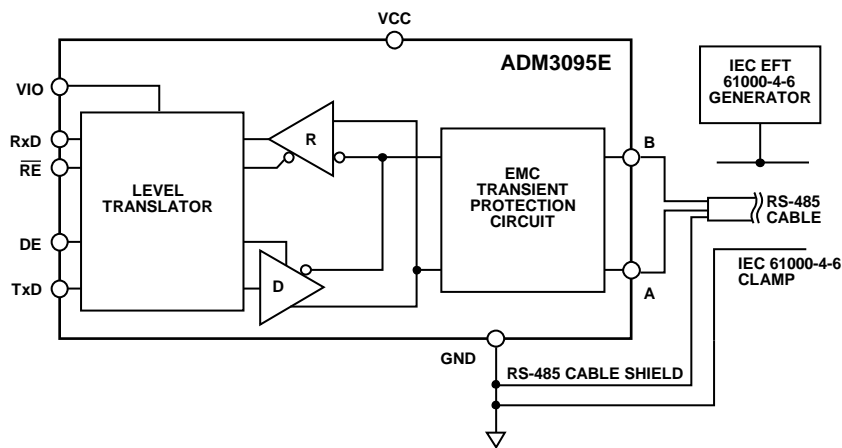 VCC
ADM3095E
IEC EFT
61000-4-6
GENERATOR
VIO
RxD
RE
DE
TxD
LEVEL
TRANSLATOR
R
D
EMC
TRANSIENT
PROTECTION
CIRCUIT
B
A
RS-485
CABLE
IEC 61000-4-6
CLAMP
GND
RS-485 CABLE SHIELD